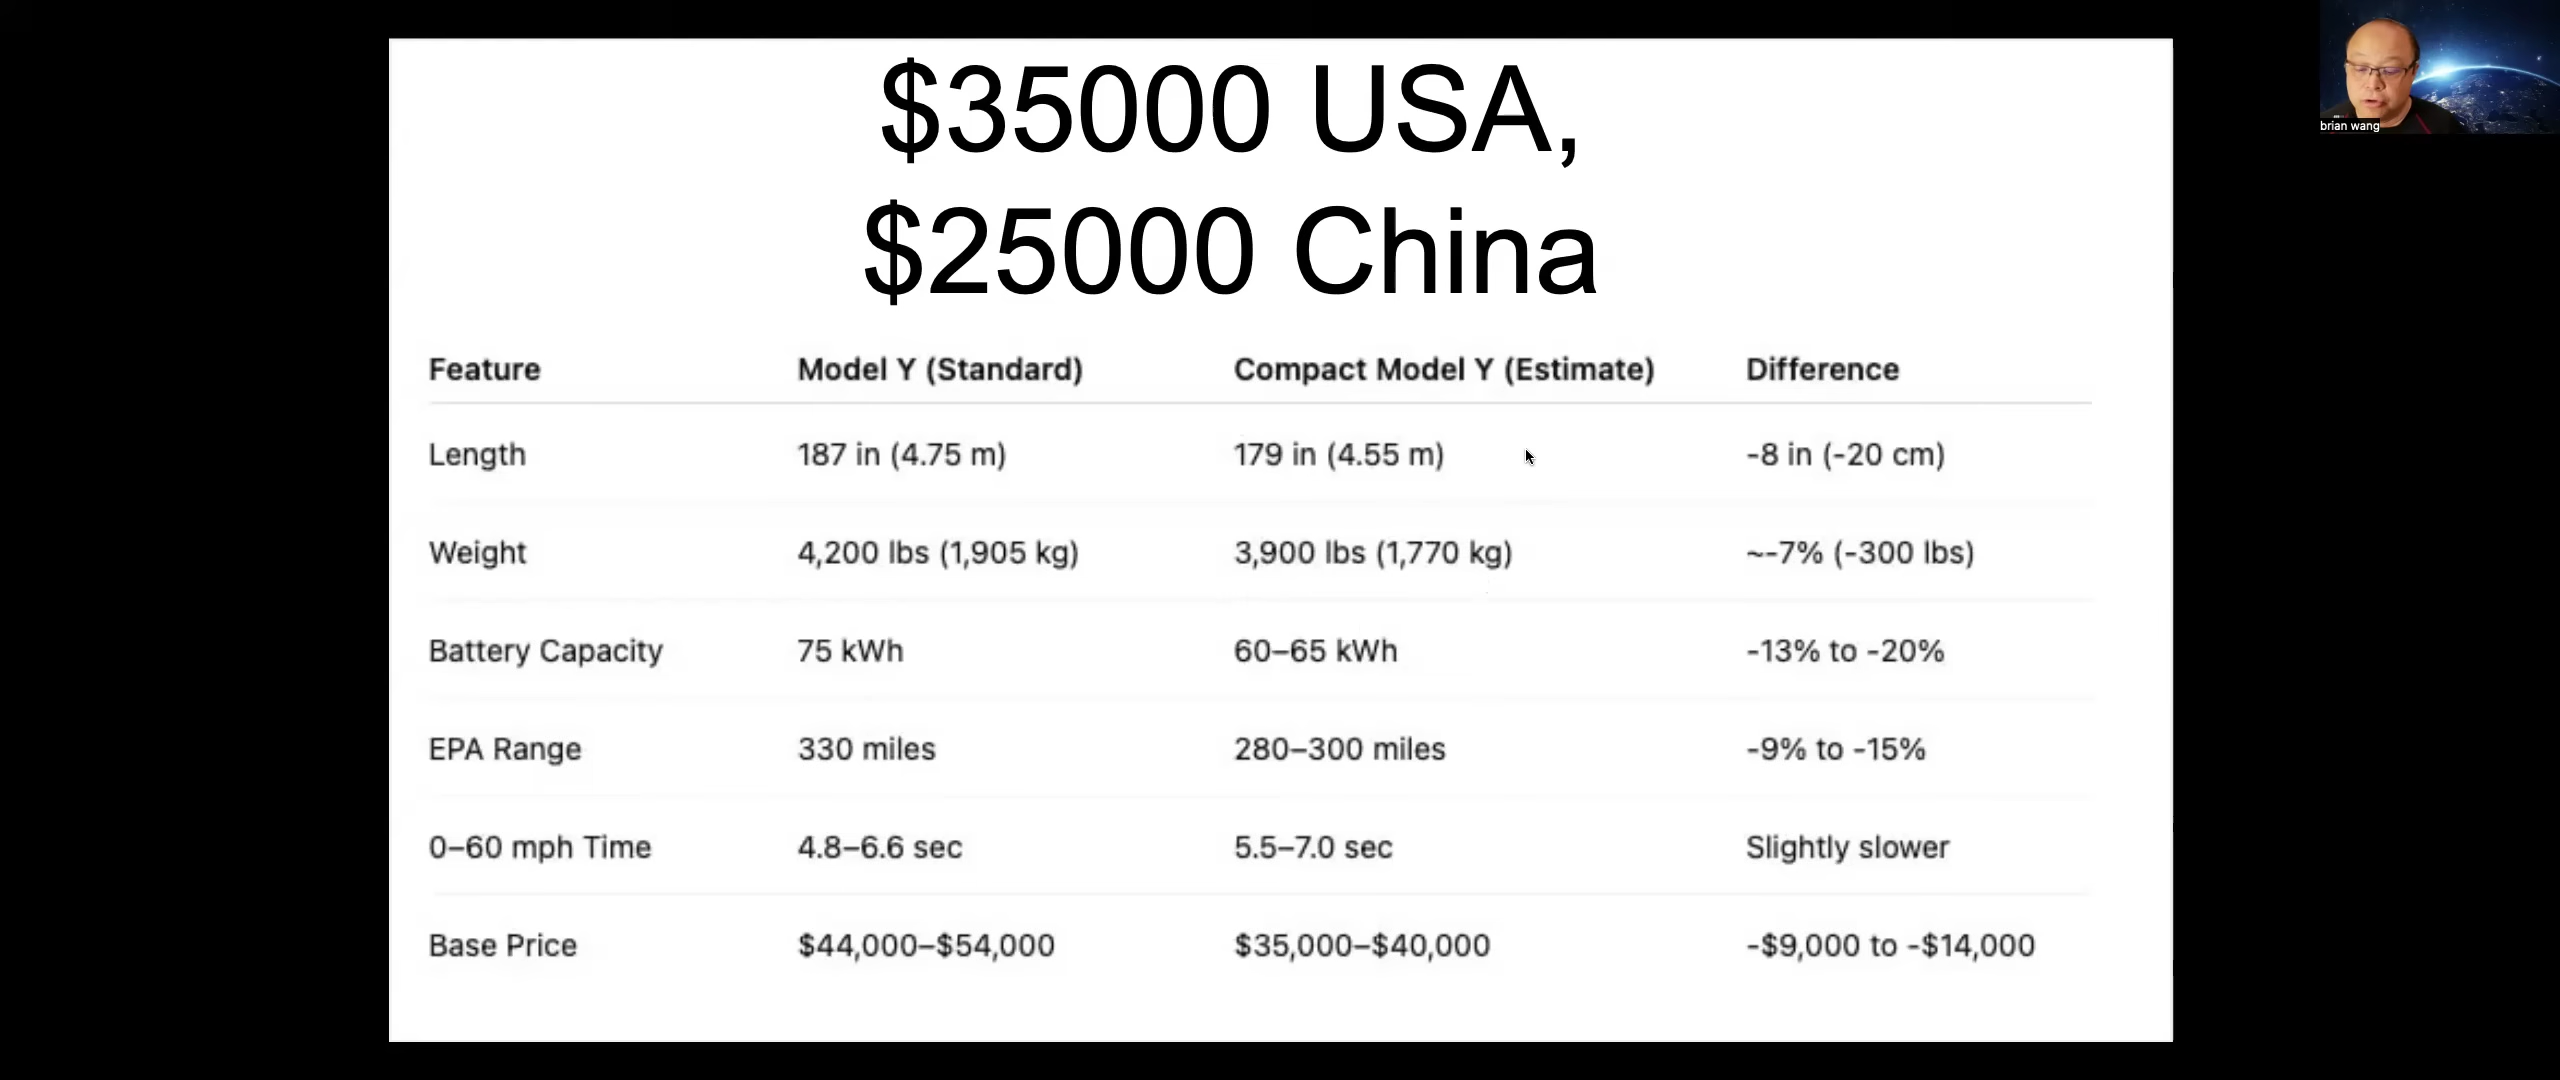 $35000 USA,
$25000 China
brian wang
Feature Model Y (Standard) Compact Model Y (Estimate) Difference
Length 187 in (4.75 m) 179 in (4.55 m) -8 in (-20 cm)
Weight 4,200 lbs (1,905 kg) 3,900 lbs (1,770 kg) ~-7% (-300 lbs)
Battery Capacity 75 kWh 60–65 kWh -13% to -20%
EPA Range 330 miles 280–300 miles -9% to -15%
0–60 mph Time 4.8–6.6 sec 5.5–7.0 sec Slightly slower
Base Price $44,000–$54,000 $35,000–$40,000 -$9,000 to -$14,000